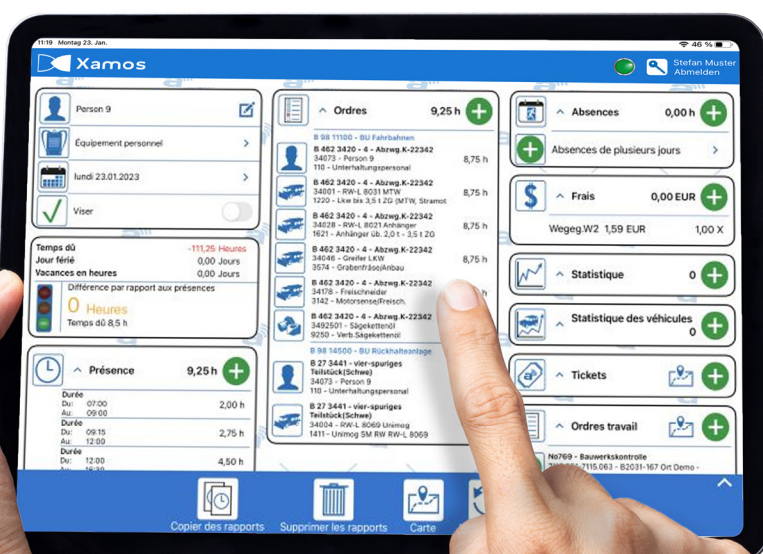 11:19 Montag 23. Jan.
46 %
Xamos
Stefan Muster
Abmelden
Person 9
Équipement personnel
lundi 23.01.2023
Viser
Temps dû -111,25 Heures
Jour férié 0,00 Jours
Vacances en heures 0,00 Jours
Différence par rapport aux présences
0 Heures
Temps dû 8,5 h
Présence 9,25 h
Durée
Du: 07:00
Au: 09:00
2,00 h
Durée
Du: 09:15
Au: 12:00
2,75 h
Durée
Du: 12:00
Au: 16:30
4,50 h
Ordres 9,25 h
B 98 11100 - BU Fahrbahnen
B 462 3420 - 4 - Abzwg.K-22342
34073 - Person 9
110 - Unterhaltungspersonal
8,75 h
B 462 3420 - 4 - Abzwg.K-22342
34001 - RW-L 8031 MTW
1220 - Lkw bis 3,5 t ZG (MTW, Stramot
8,75 h
B 462 3420 - 4 - Abzwg.K-22342
34028 - RW-L 8021 Anhänger
1621 - Anhänger üb. 2,0 t - 3,5 t ZG
8,75 h
B 462 3420 - 4 - Abzwg.K-22342
34046 - Greifer LKW
3574 - Grabenfräse/Anbau
8,75 h
B 462 3420 - 4 - Abzwg.K-22342
34178 - Freischneider
3142 - Motorsense/Freisch.
h
B 462 3420 - 4 - Abzwg.K-22342
3492501 - Sägekettenöl
9250 - Verb.Sägekettenöl
B 98 14500 - BU Rückhalteanlage
B 27 3441 - vier-spuriges
Teilstück(Schwe)
34073 - Person 9
110 - Unterhaltungspersonal
B 27 3441 - vier-spuriges
Teilstück(Schwe)
34004 - RW-L 8069 Unimog
1411 - Unimog SM RW RW-L 8069
Absences 0,00 h
Absences de plusieurs jours
Frais 0,00 EUR
Wegeg.W2 1,59 EUR 1,00 X
Statistique 0
Statistique des véhicules
0
Tickets
Ordres travail
No769 - Bauwerkskontrolle
7115.063 - B2031-167 Ort Demo -
Copier des rapports
Supprimer les rapports
Carte